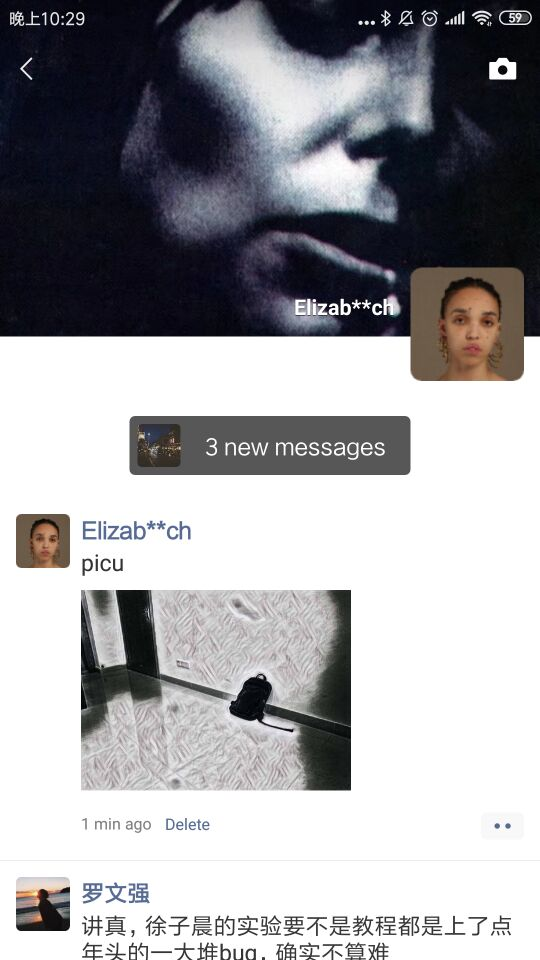 晚上10:29
59
Elizab**ch
3 new messages
Elizab**ch
picu
1 min ago Delete
罗文强
讲真，徐子晨的实验要不是教程都是上了点
年头的一大堆bug，确实不算难